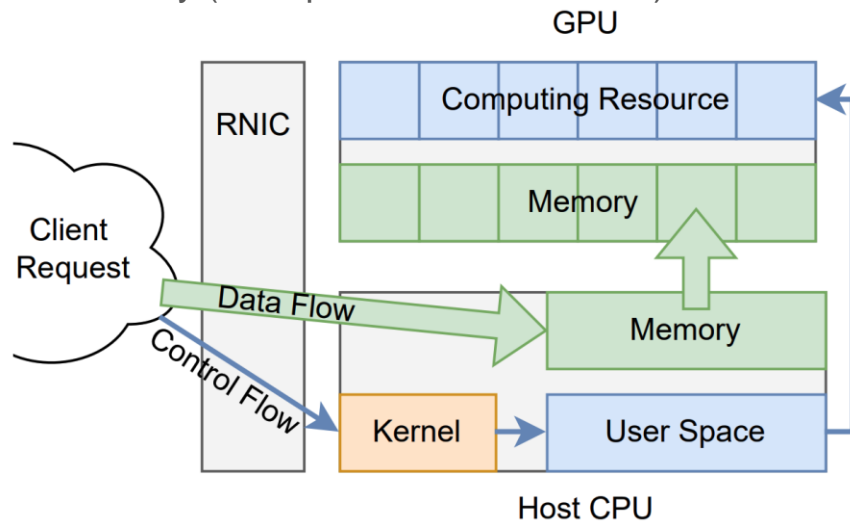 GPU
RNIC
Computing Resource
Memory
Client
Request
Data Flow
Control Flow
Memory
Kernel
User Space
Host CPU